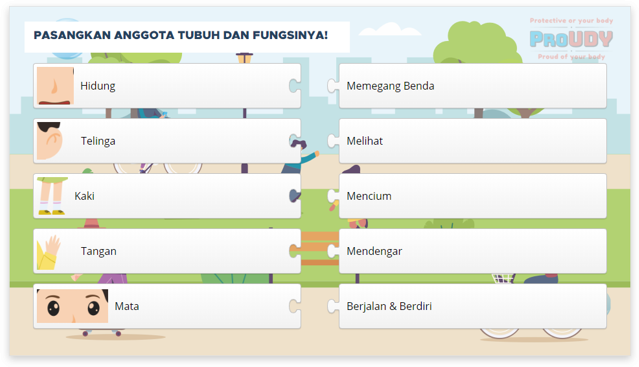 PASANGKAN ANGGOTA TUBUH DAN FUNGSINYA!
Protective or your body
PROUDY
Proud of your body
Hidung
Memegang Benda
Telinga
Melihat
Kaki
Mencium
Tangan
Mendengar
Mata
Berjalan & Berdiri